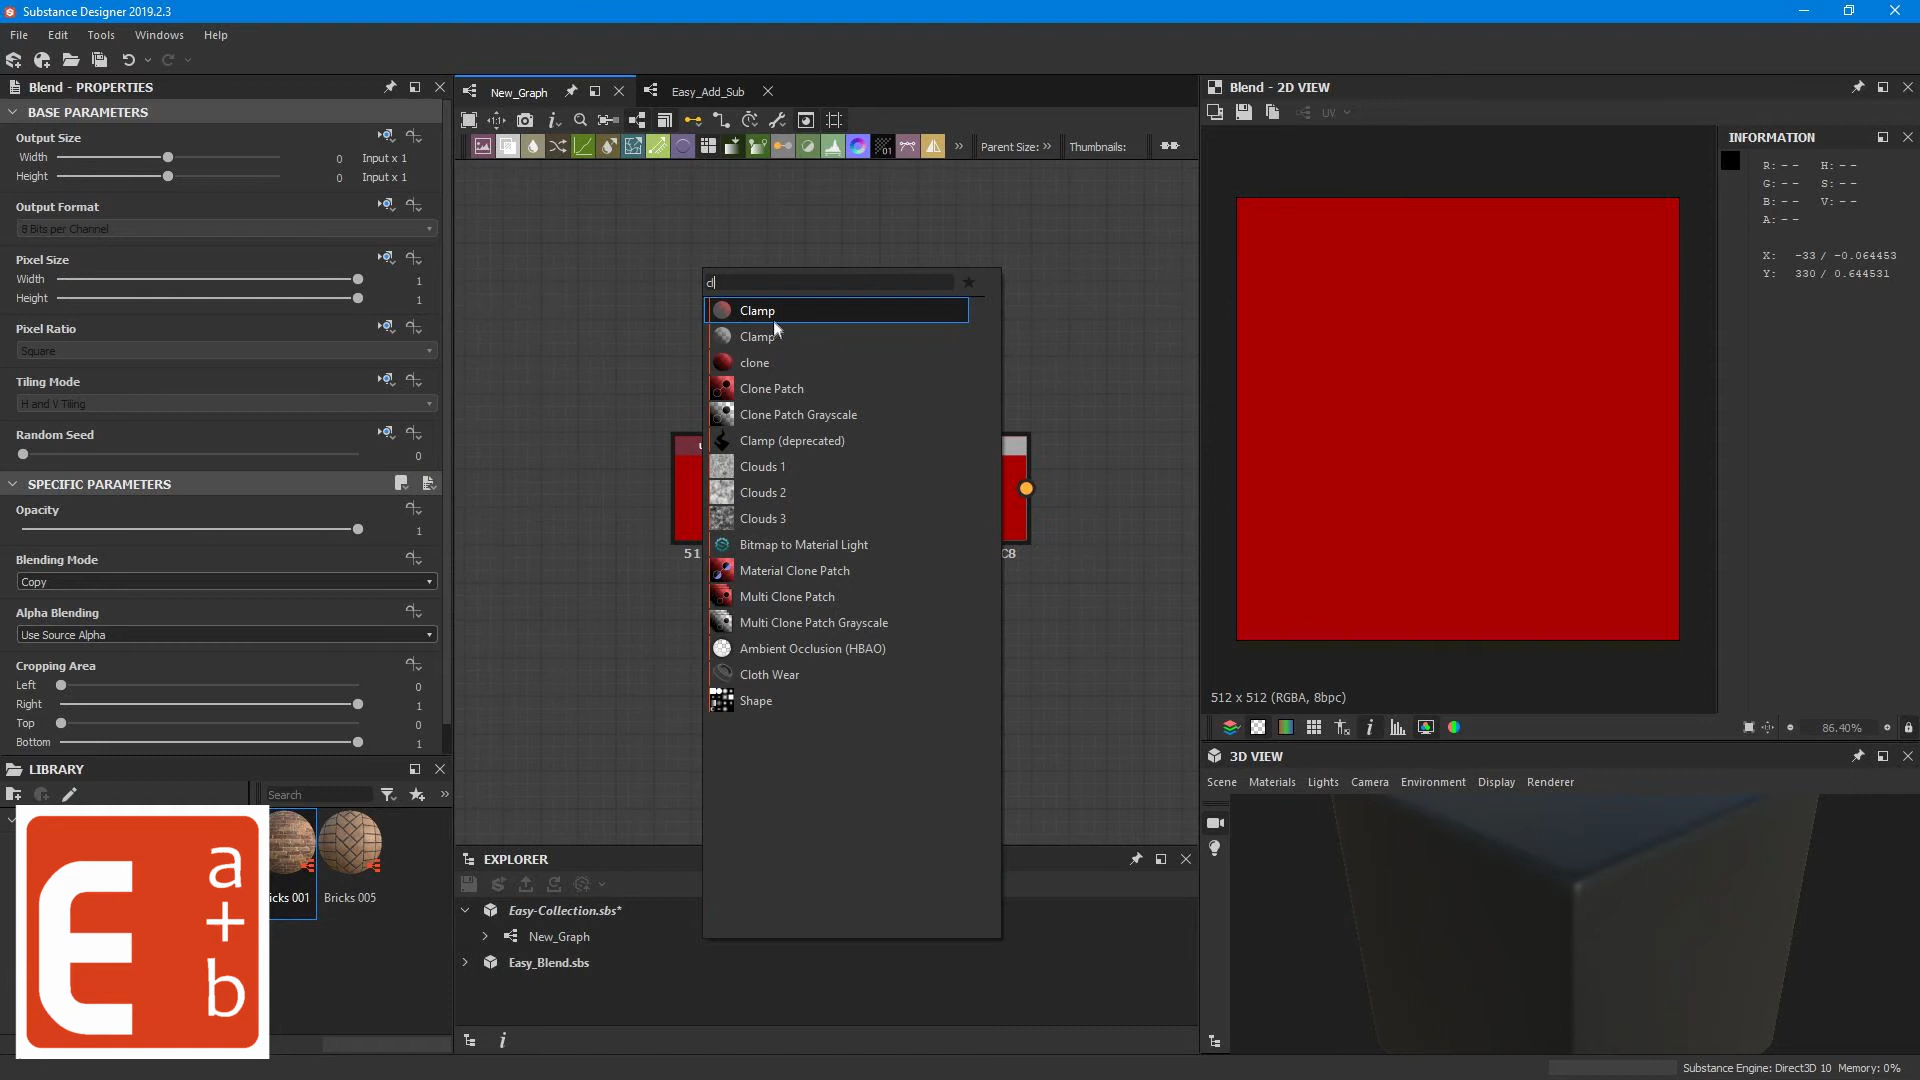 Substance Designer 2019.2.3
File Edit Tools Windows Help
Blend - PROPERTIES
BASE PARAMETERS
Output Size
Width 0 Input x 1
Height 0 Input x 1
Output Format
8 Bits per Channel
Pixel Size
Width 1
Height 1
Pixel Ratio
Square
Tiling Mode
H and V Tiling
Random Seed
0
SPECIFIC PARAMETERS
Opacity
1
Blending Mode
Copy
Alpha Blending
Use Source Alpha
Cropping Area
Left 0
Right 1
Top 0
Bottom 1
LIBRARY
Search
icks 001 Bricks 005
E a + b
New_Graph Easy_Add_Sub
Parent Size: Thumbnails:
cl
Clamp
Clamp
clone
Clone Patch
Clone Patch Grayscale
Clamp (deprecated)
Clouds 1
Clouds 2
Clouds 3
Bitmap to Material Light
Material Clone Patch
Multi Clone Patch
Multi Clone Patch Grayscale
Ambient Occlusion (HBAO)
Cloth Wear
Shape
51 C8
EXPLORER
Easy-Collection.sbs*
New_Graph
Easy_Blend.sbs
Blend - 2D VIEW
UV
INFORMATION
R: -- H: --
G: -- S: --
B: -- V: --
A: --
X: -33 / -0.064453
Y: 330 / 0.644531
512 x 512 (RGBA, 8bpc)
86.40%
3D VIEW
Scene Materials Lights Camera Environment Display Renderer
Substance Engine: Direct3D 10 Memory: 0%